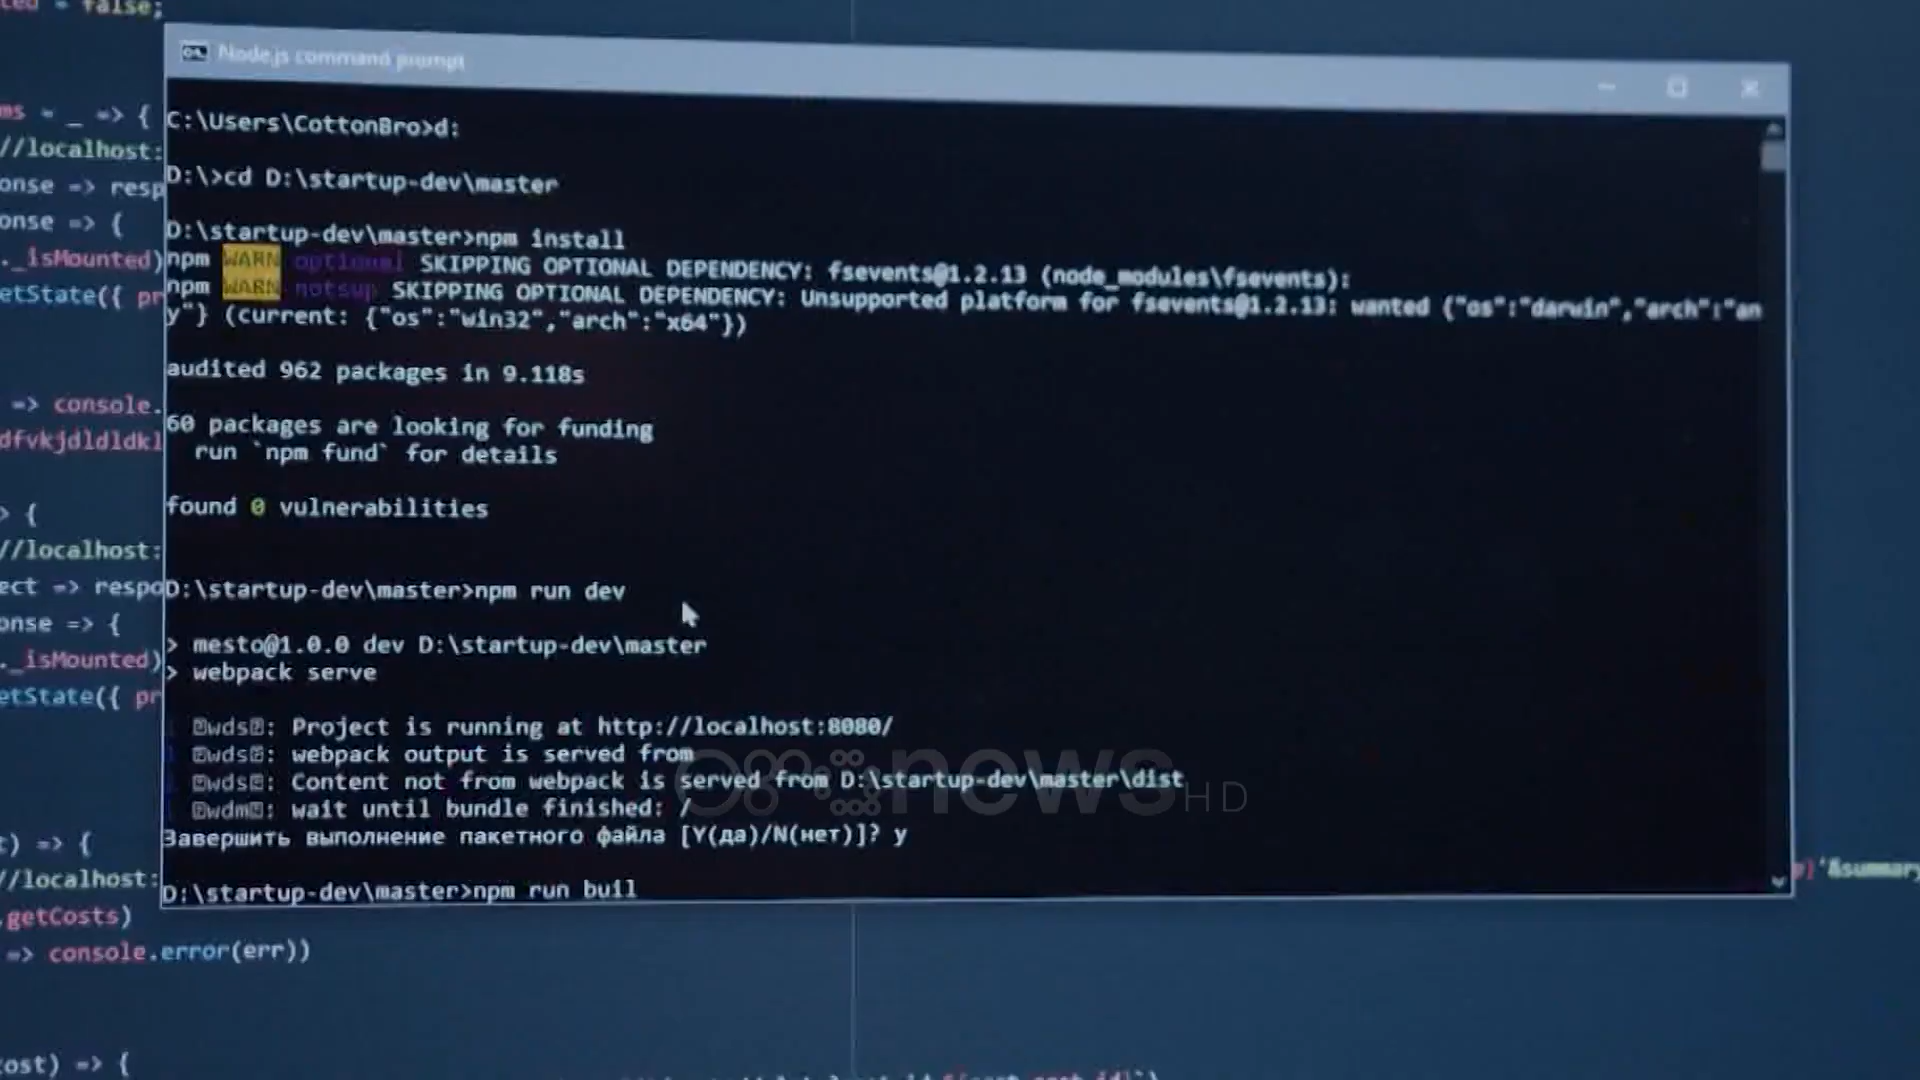 ted = false;
Node.js command prompt
ms = _ => {
C:\Users\CottonBro>d:
//localhost:
onse => resp
D:\>cd D:\startup-dev\master
onse => {
D:\startup-dev\master>npm install
._isMounted)
npm WARN optional SKIPPING OPTIONAL DEPENDENCY: fsevents@1.2.13 (node_modules\fsevents):
etState({ pr
npm WARN notsup SKIPPING OPTIONAL DEPENDENCY: Unsupported platform for fsevents@1.2.13: wanted {"os":"darwin","arch":"an
y"} (current: {"os":"win32","arch":"x64"})
audited 962 packages in 9.118s
=> console.
60 packages are looking for funding
dfvkjdldldkl
run `npm fund` for details
> {
found 0 vulnerabilities
//localhost:
ect => respo
D:\startup-dev\master>npm run dev
onse => {
> mesto@1.0.0 dev D:\startup-dev\master
._isMounted)
> webpack serve
etState({ pr
wds: Project is running at http://localhost:8080/
wds: webpack output is served from
wds: Content not from webpack is served from D:\startup-dev\master\dist
news HD
wdm: wait until bundle finished: /
Завершить выполнение пакетного файла [Y(да)/N(нет)]? y
t) => {
//localhost:
}'&summary
D:\startup-dev\master>npm run buil
.getCosts)
=> console.error(err))
cost) => {